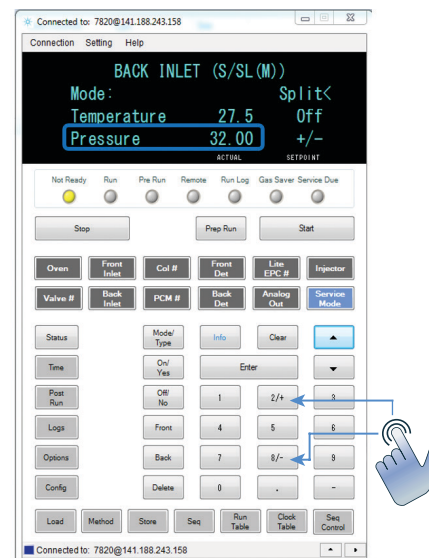 Connected to: 7820@141.188.243.158
Connection Setting Help
BACK INLET (S/SL(M))
Mode: Split<
Temperature 27.5 Off
Pressure 32.00 +/-
ACTUAL SETPOINT
Not Ready Run Pre Run Remote Run Log Gas Saver Service Due
Stop Prep Run Start
Oven Front Inlet Col # Front Det Lite EPC # Injector
Valve # Back Inlet PCM # Back Det Analog Out Service Mode
Status Mode/Type Info Clear
Time On/Yes Enter
Post Run Off/No 1 2/+ 3
Logs Front 4 5 6
Options Back 7 8/- 9
Config Delete 0 . -
Load Method Store Seq Run Table Clock Table Seq Control
Connected to: 7820@141.188.243.158